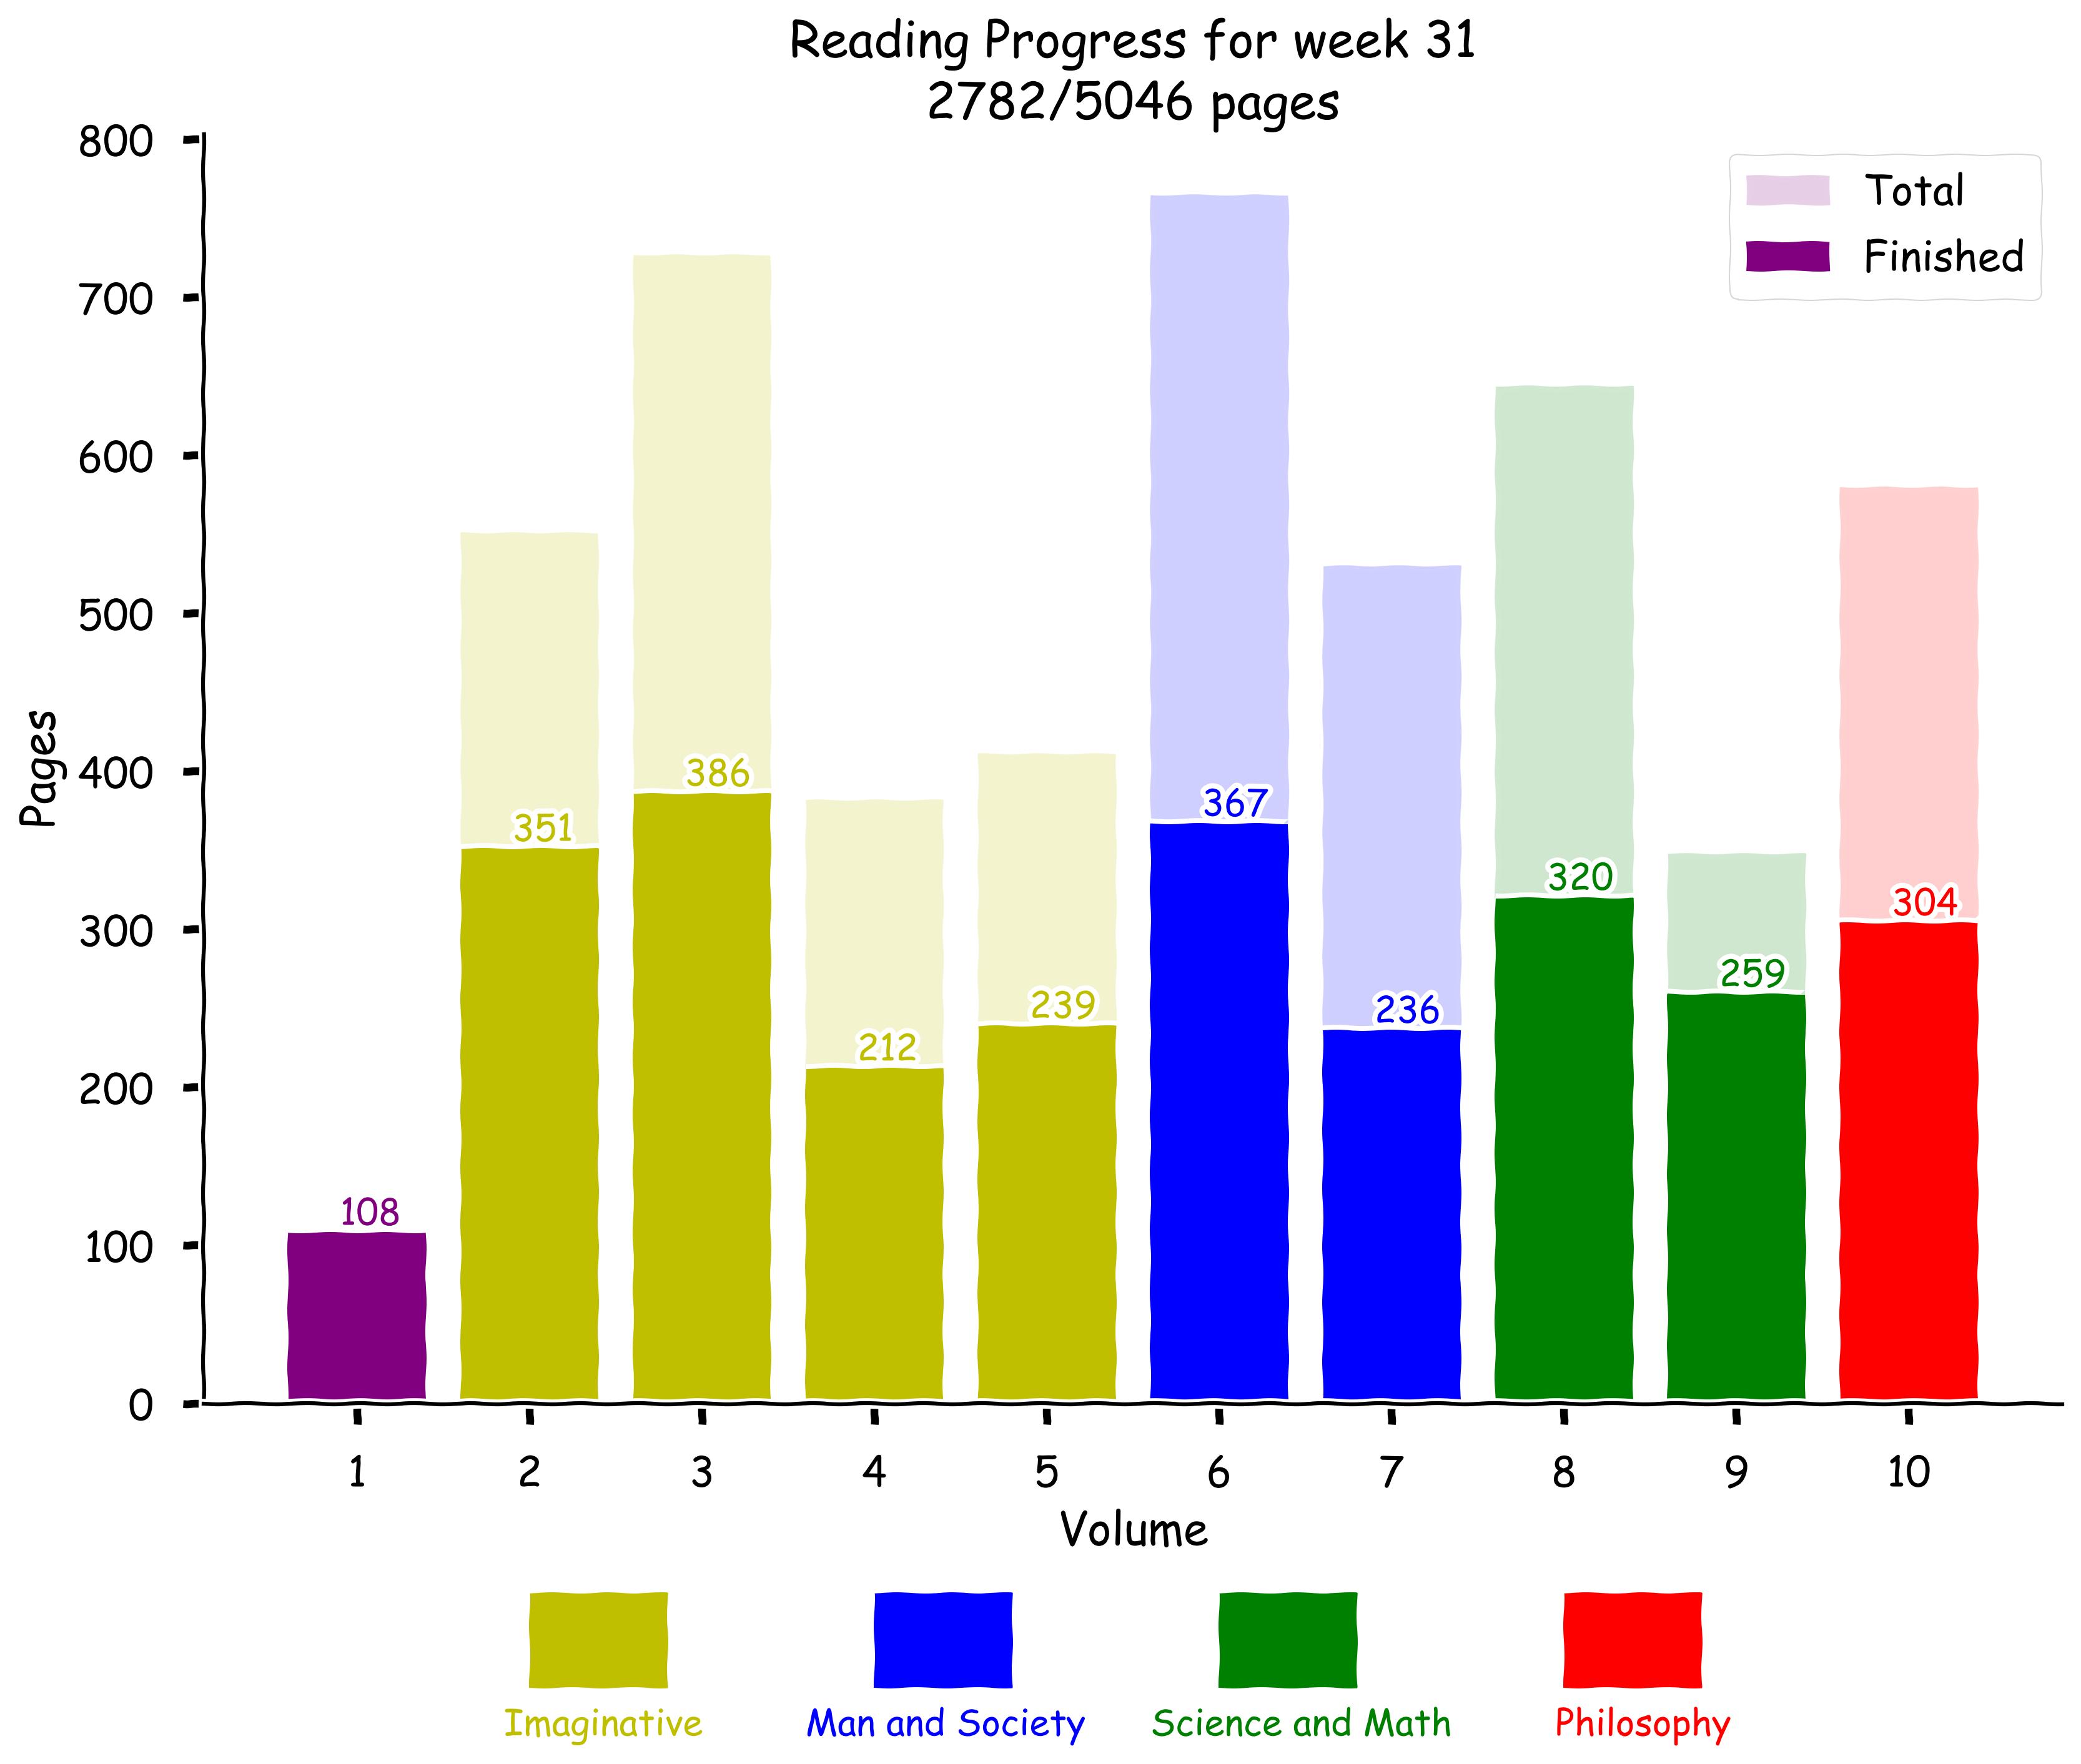 Reading Progress for week 31
2782/5046 pages
Total
Finished
Pages
800
700
600
500
400
300
200
100
0
108
351
386
212
239
367
236
320
259
304
1 2 3 4 5 6 7 8 9 10
Volume
Imaginative Man and Society Science and Math Philosophy